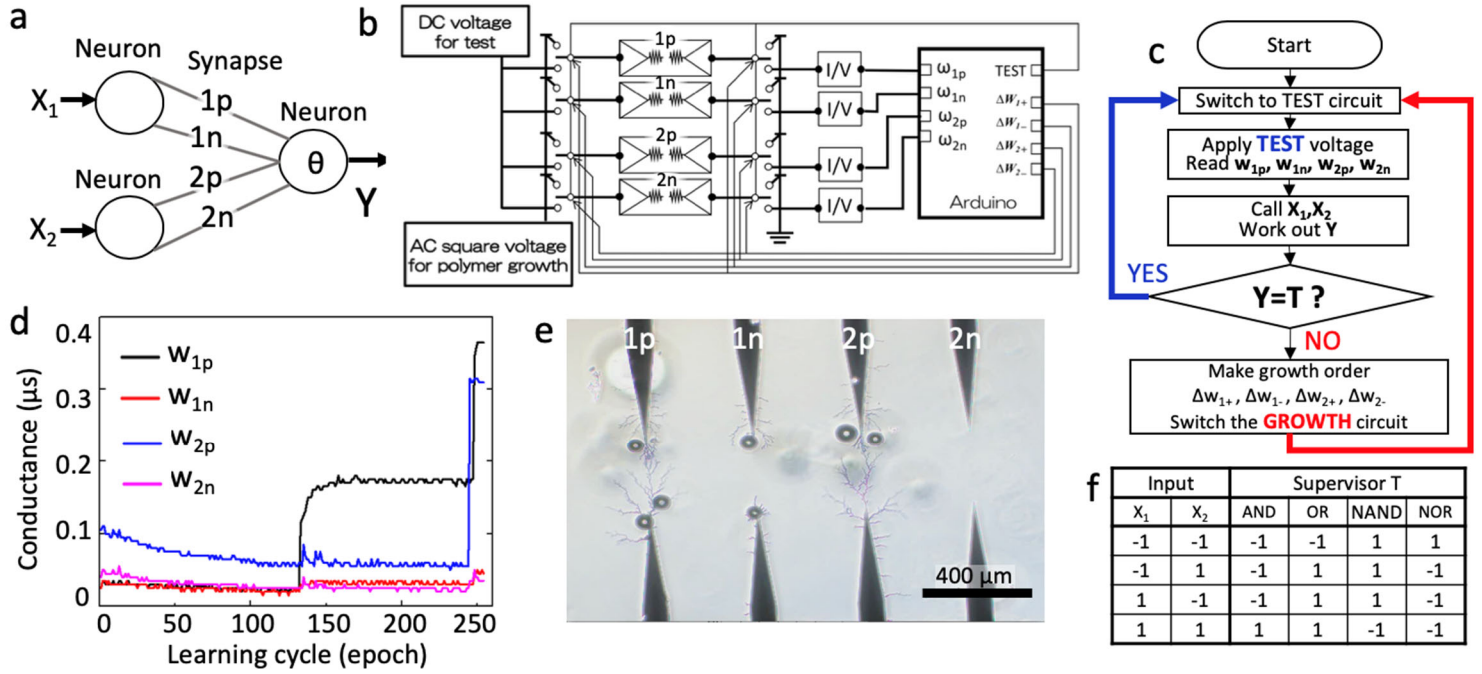 a
Neuron
Synapse
X₁
1p
1n
Neuron
θ
Y
Neuron
2p
2n
X₂
b
DC voltage
for test
1p
1n
2p
2n
I/V
I/V
I/V
I/V
ω1p
ω1n
ω2p
ω2n
TEST
ΔW1+
ΔW1−
ΔW2+
ΔW2−
Arduino
AC square voltage
for polymer growth
c
Start
Switch to TEST circuit
Apply TEST voltage
Read w1p, w1n, w2p, w2n
Call X₁,X₂
Work out Y
YES
Y=T ?
NO
Make growth order
Δw1+ , Δw1- , Δw2+ , Δw2-
Switch the GROWTH circuit
d
Conductance (μs)
0.4
0.3
0.2
0.1
0
w1p
w1n
w2p
w2n
0 50 100 150 200 250
Learning cycle (epoch)
e
1p 1n 2p 2n
400 μm
f
Input Supervisor T
X₁ X₂ AND OR NAND NOR
-1 -1 -1 -1 1 1
-1 1 -1 1 1 -1
1 -1 -1 1 1 -1
1 1 1 1 -1 -1